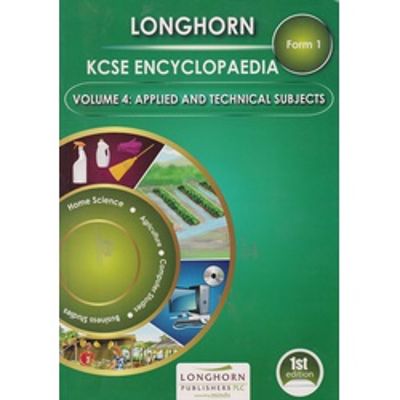 LONGHORN
Form 1
KCSE ENCYCLOPAEDIA
VOLUME 4: APPLIED AND TECHNICAL SUBJECTS
Home Science
Agriculture
Computer Studies
Business Studies
LONGHORN
PUBLISHERS PLC
1st
edition